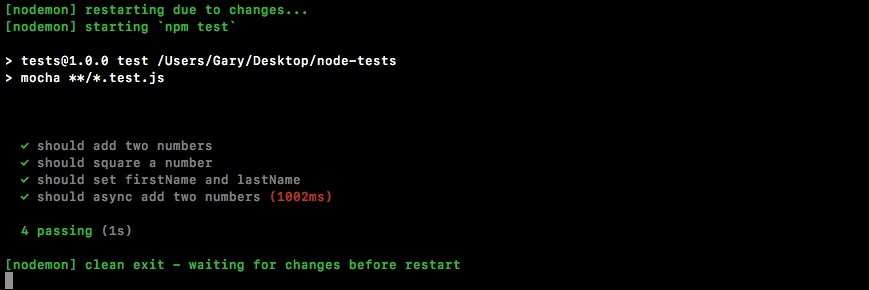 [nodemon] restarting due to changes...
[nodemon] starting `npm test`
> tests@1.0.0 test /Users/Gary/Desktop/node-tests
> mocha **/*.test.js
✓ should add two numbers
✓ should square a number
✓ should set firstName and lastName
✓ should async add two numbers (1002ms)
4 passing (1s)
[nodemon] clean exit - waiting for changes before restart